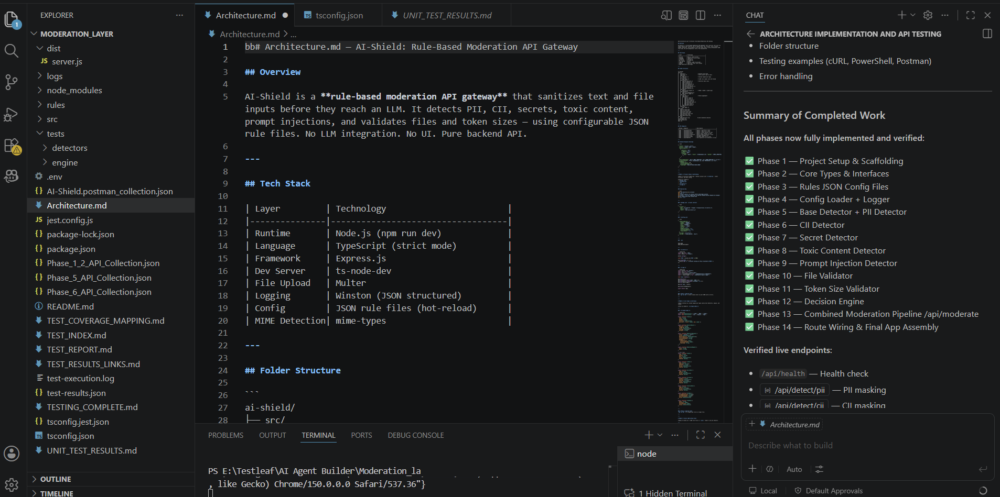 EXPLORER
MODERATION_LAYER
dist
JS server.js
logs
node_modules
rules
src
tests
detectors
engine
.env
{} AI-Shield.postman_collection.json
Architecture.md
JS jest.config.js
{} package-lock.json
{} package.json
{} Phase_1_2_API_Collection.json
{} Phase_5_API_Collection.json
{} Phase_6_API_Collection.json
README.md
TEST_COVERAGE_MAPPING.md
TEST_INDEX.md
TEST_REPORT.md
TEST_RESULTS_LINKS.md
test-execution.log
{} test-results.json
TESTING_COMPLETE.md
{} tsconfig.jest.json
TS tsconfig.json
UNIT_TEST_RESULTS.md
OUTLINE
TIMELINE
1
Architecture.md
TS tsconfig.json
UNIT_TEST_RESULTS.md
Architecture.md > ...
1 bb# Architecture.md — AI-Shield: Rule-Based Moderation API Gateway
2
3 ## Overview
4
5 AI-Shield is a **rule-based moderation API gateway** that sanitizes text and file
inputs before they reach an LLM. It detects PII, CII, secrets, toxic content,
prompt injections, and validates files and token sizes — using configurable JSON
rule files. No LLM integration. No UI. Pure backend API.
6
7 ---
8
9 ## Tech Stack
10
11 | Layer | Technology |
12 |---------------|-----------------------------------|
13 | Runtime | Node.js (npm run dev) |
14 | Language | TypeScript (strict mode) |
15 | Framework | Express.js |
16 | Dev Server | ts-node-dev |
17 | File Upload | Multer |
18 | Logging | Winston (JSON structured) |
19 | Config | JSON rule files (hot-reload) |
20 | MIME Detection| mime-types |
21
22 ---
23
24 ## Folder Structure
25
26 ```
27 ai-shield/
28 ├── src/
PROBLEMS OUTPUT TERMINAL PORTS DEBUG CONSOLE
PS E:\Testleaf\AI Agent Builder\Moderation_la
, like Gecko) Chrome/150.0.0.0 Safari/537.36"}
node
1 Hidden Terminal
CHAT
ARCHITECTURE IMPLEMENTATION AND API TESTING
• Folder structure
• Testing examples (cURL, PowerShell, Postman)
• Error handling
Summary of Completed Work
All phases now fully implemented and verified:
✅ Phase 1 — Project Setup & Scaffolding
✅ Phase 2 — Core Types & Interfaces
✅ Phase 3 — Rules JSON Config Files
✅ Phase 4 — Config Loader + Logger
✅ Phase 5 — Base Detector + PII Detector
✅ Phase 6 — CII Detector
✅ Phase 7 — Secret Detector
✅ Phase 8 — Toxic Content Detector
✅ Phase 9 — Prompt Injection Detector
✅ Phase 10 — File Validator
✅ Phase 11 — Token Size Validator
✅ Phase 12 — Decision Engine
✅ Phase 13 — Combined Moderation Pipeline /api/moderate
✅ Phase 14 — Route Wiring & Final App Assembly
Verified live endpoints:
• /api/health — Health check
• /api/detect/pii — PII masking
• /api/detect/cii — CII masking
Architecture.md
Describe what to build
Auto
Local Default Approvals